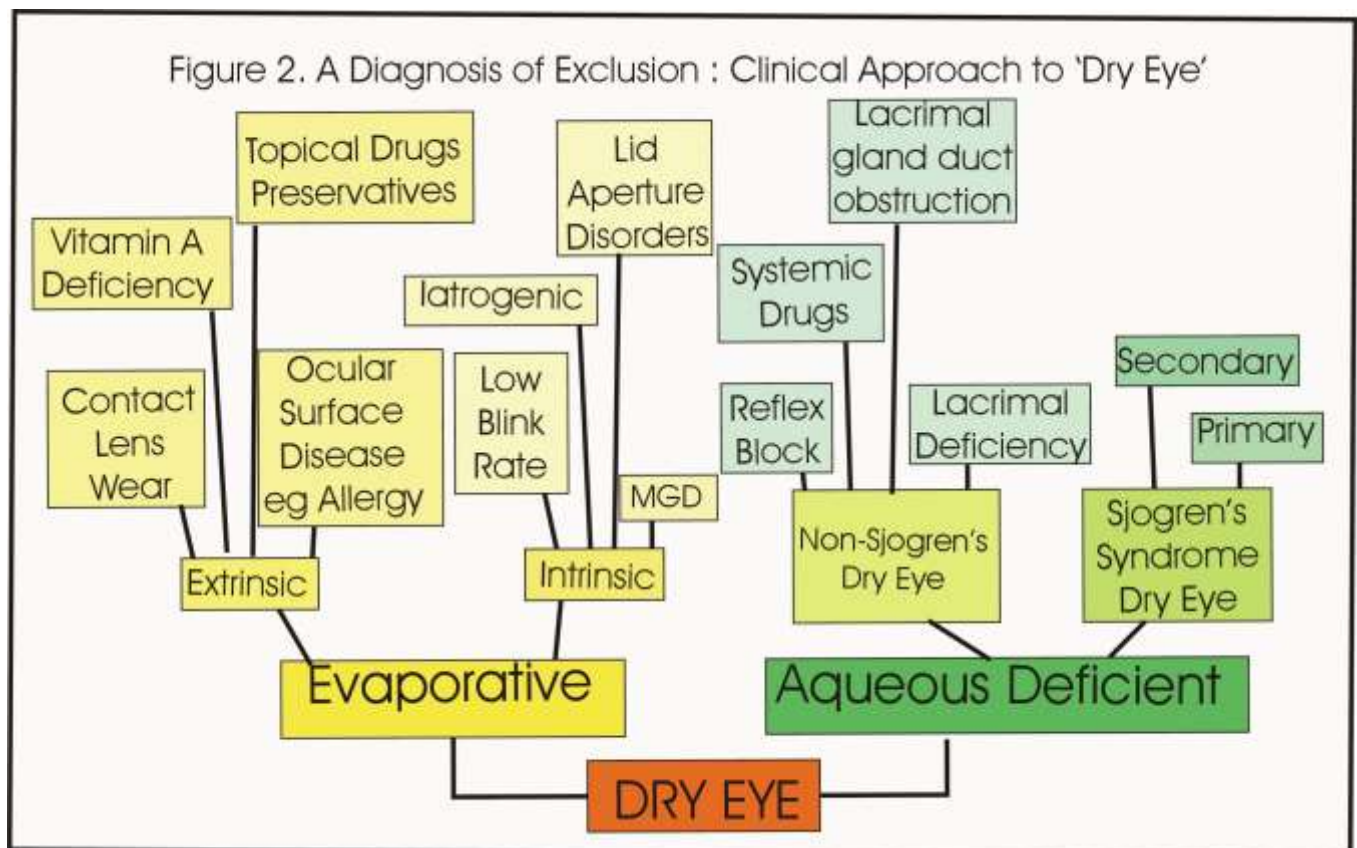 Figure 2. A Diagnosis of Exclusion : Clinical Approach to 'Dry Eye'
Topical Drugs
Preservatives
Lid
Aperture
Disorders
Lacrimal
gland duct
obstruction
Vitamin A
Deficiency
Iatrogenic
Systemic
Drugs
Contact
Lens
Wear
Ocular
Surface
Disease
eg Allergy
Low
Blink
Rate
MGD
Reflex
Block
Lacrimal
Deficiency
Secondary
Primary
Extrinsic
Intrinsic
Non-Sjogren's
Dry Eye
Sjogren's
Syndrome
Dry Eye
Evaporative
Aqueous Deficient
DRY EYE